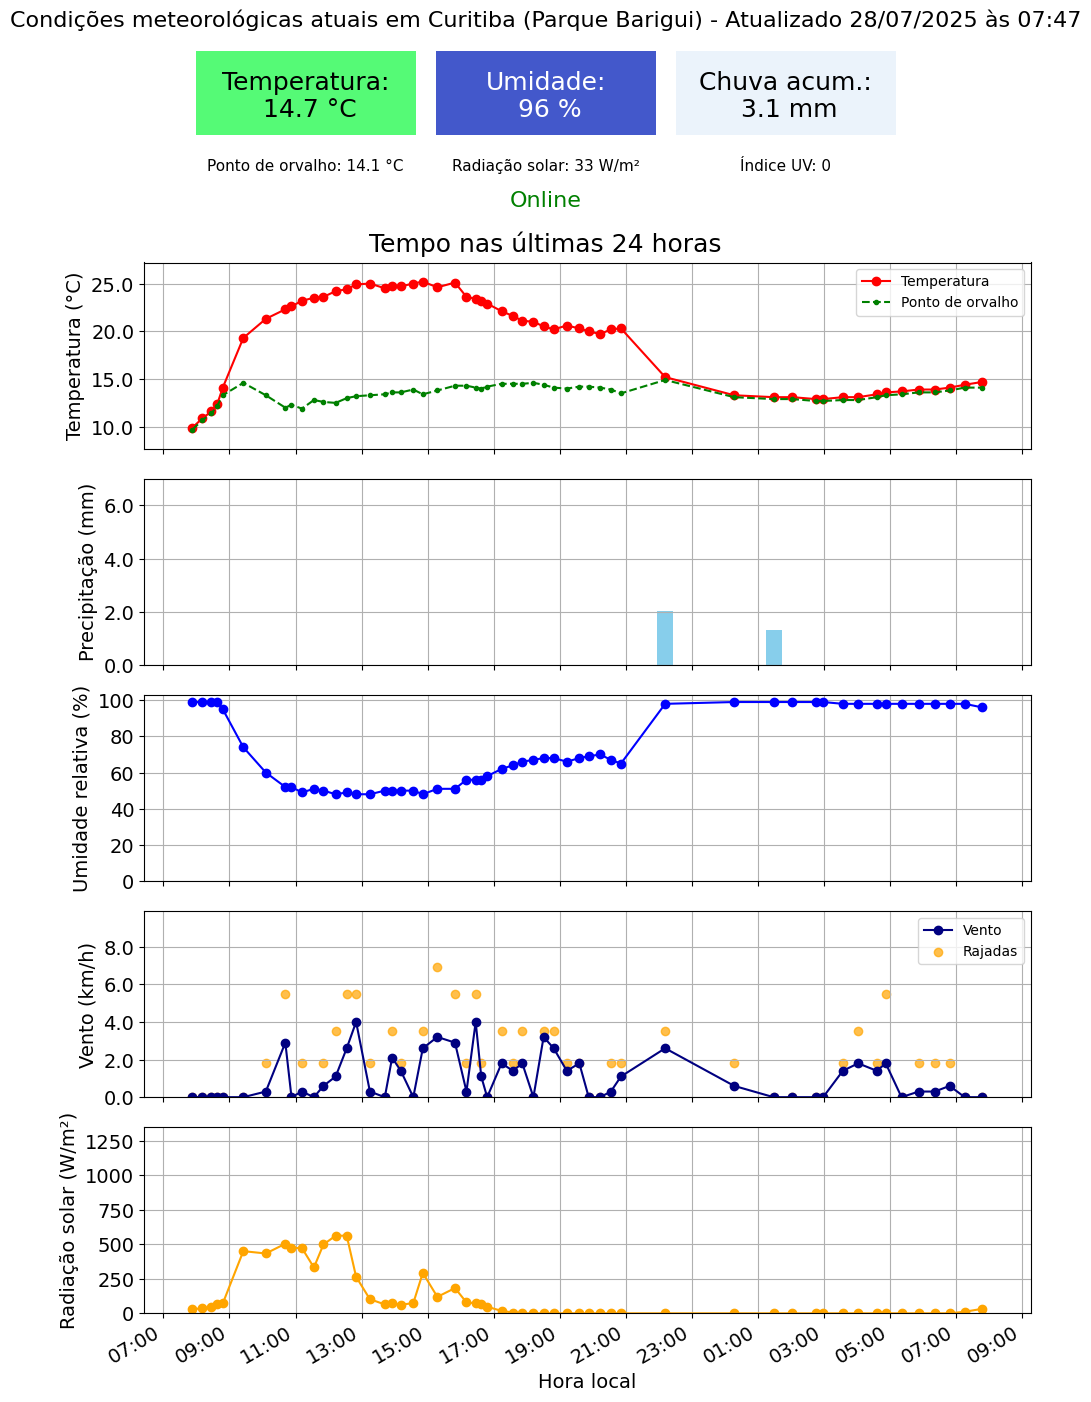 Condições meteorológicas atuais em Curitiba (Parque Barigui) - Atualizado 28/07/2025 às 07:47
Temperatura:
14.7 °C
Umidade:
96 %
Chuva acum.:
3.1 mm
Ponto de orvalho: 14.1 °C
Radiação solar: 33 W/m²
Índice UV: 0
Online
Tempo nas últimas 24 horas
Temperatura (°C)
25.0
20.0
15.0
10.0
Temperatura
Ponto de orvalho
Precipitação (mm)
6.0
4.0
2.0
0.0
Umidade relativa (%)
100
80
60
40
20
0
Vento (km/h)
8.0
6.0
4.0
2.0
0.0
Vento
Rajadas
Radiação solar (W/m²)
1250
1000
750
500
250
0
07:00
09:00
11:00
13:00
15:00
17:00
19:00
21:00
23:00
01:00
03:00
05:00
07:00
09:00
Hora local